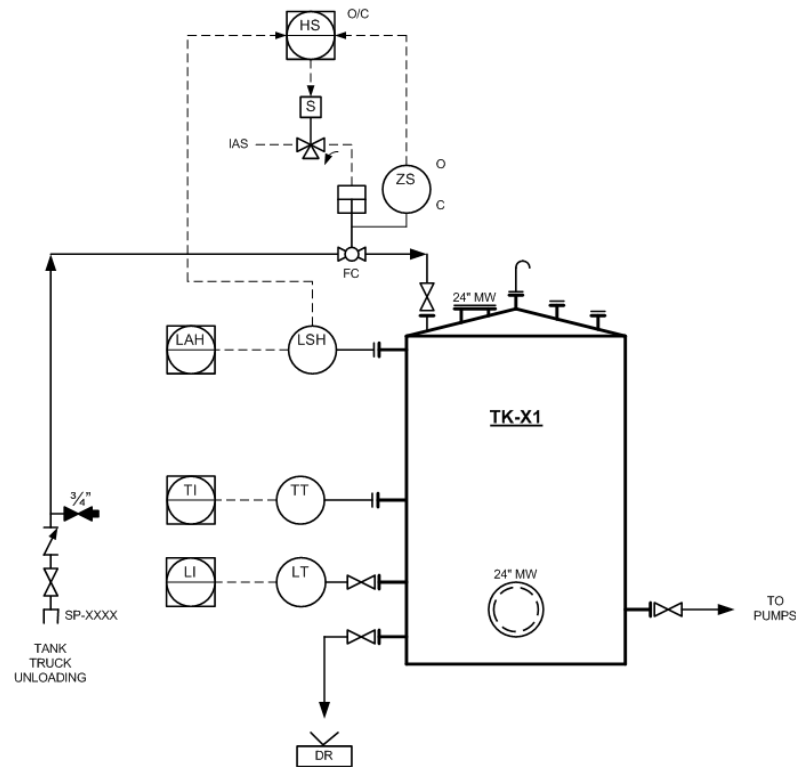 HS
O/C
S
IAS
ZS
O
C
FC
24" MW
LAH
LSH
TK-X1
TI
TT
¾"
LI
LT
24" MW
SP-XXXX
TANK
TRUCK
UNLOADING
TO
PUMPS
DR